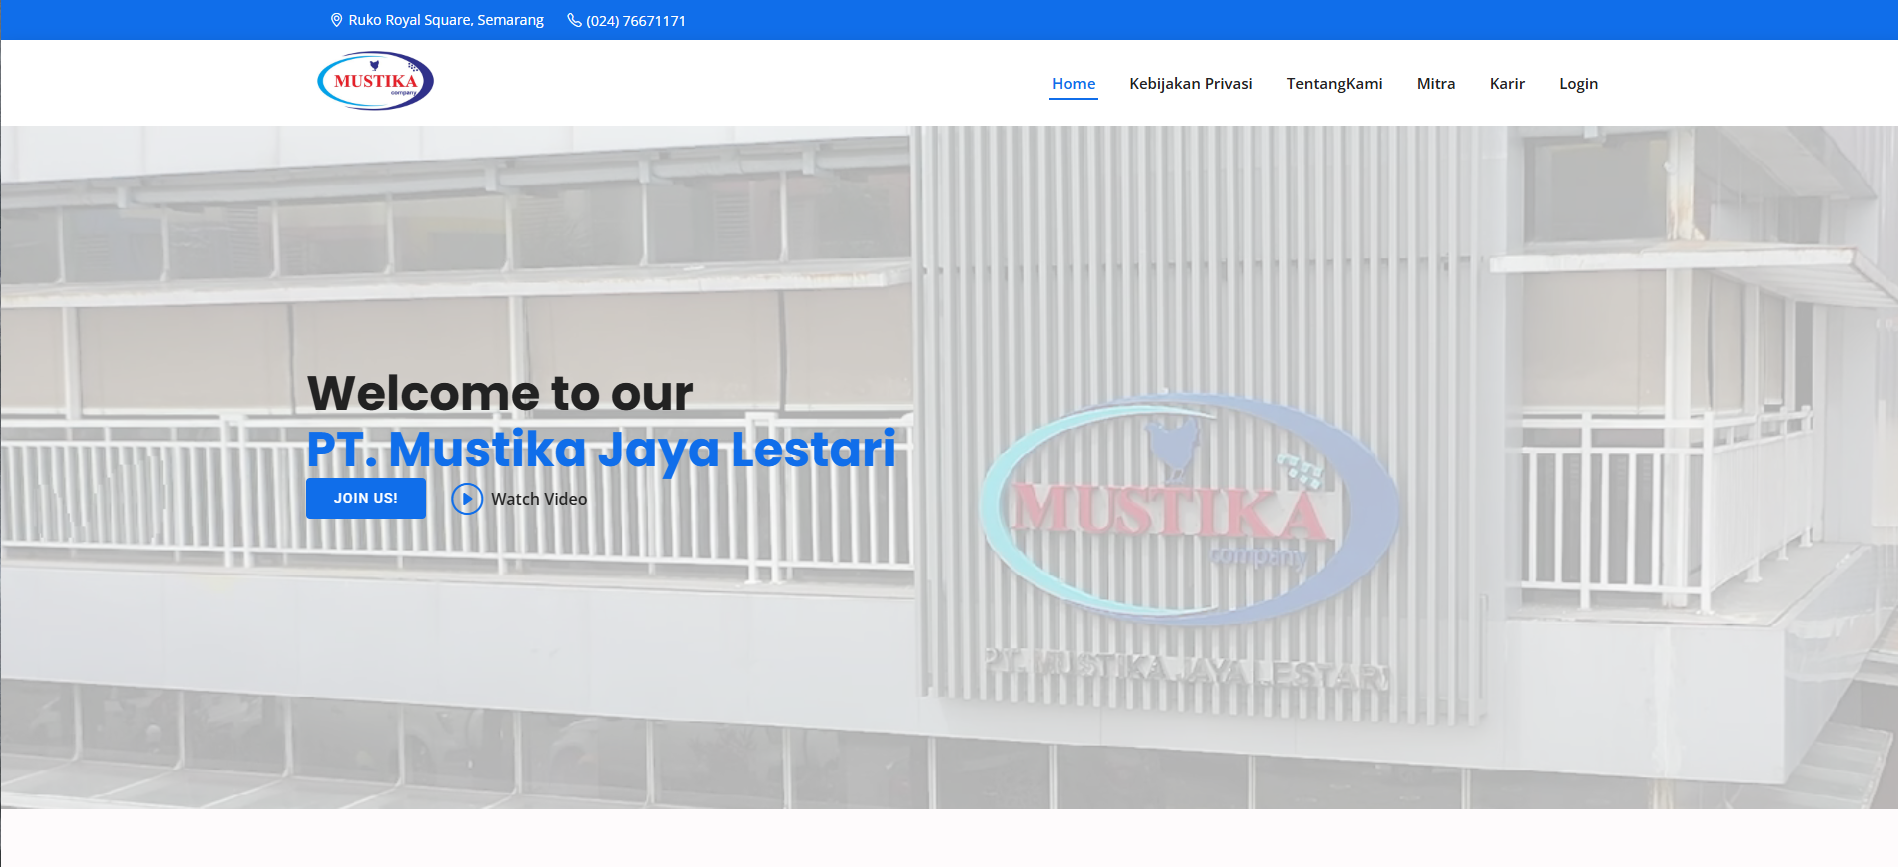 Ruko Royal Square, Semarang (024) 76671171
MUSTIKA
company
Home Kebijakan Privasi TentangKami Mitra Karir Login
Welcome to our
PT. Mustika Jaya Lestari
JOIN US! Watch Video
MUSTIKA
company
PT. MUSTIKA JAYA LESTARI